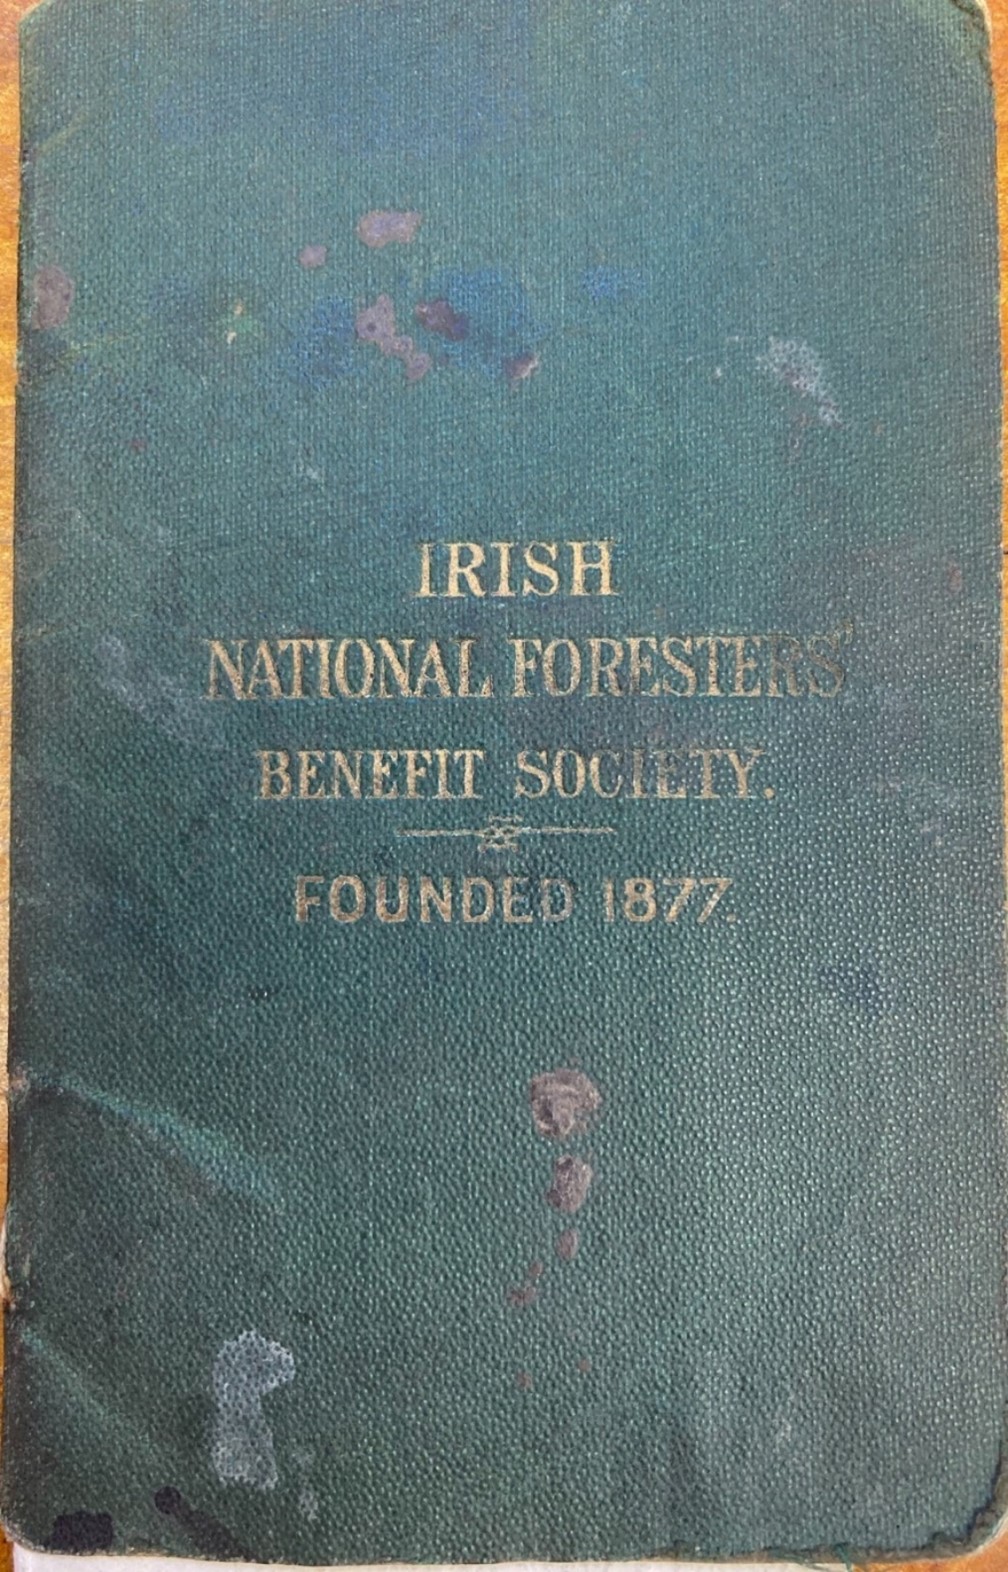 IRISH
NATIONAL FORESTERS'
BENEFIT SOCIETY.
FOUNDED 1877.